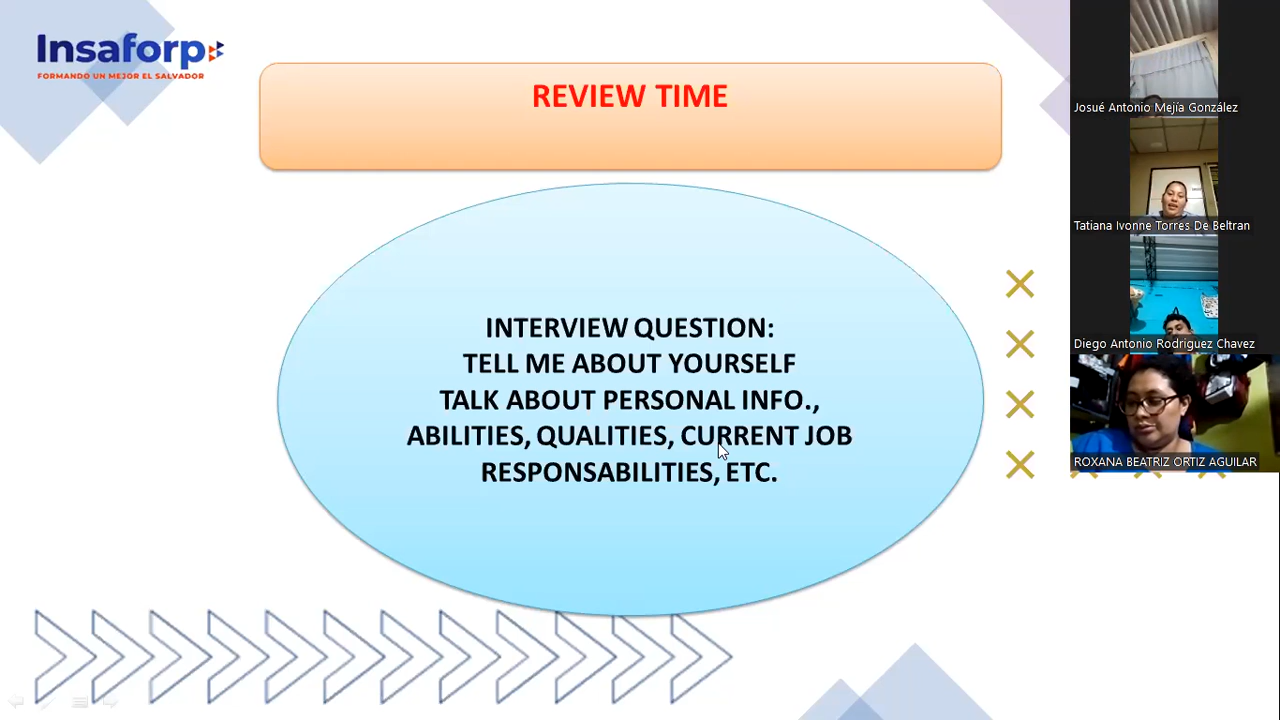 Insaforp
FORMANDO UN MEJOR EL SALVADOR
REVIEW TIME
INTERVIEW QUESTION:
TELL ME ABOUT YOURSELF
TALK ABOUT PERSONAL INFO.,
ABILITIES, QUALITIES, CURRENT JOB
RESPONSABILITIES, ETC.
Josué Antonio Mejía González
Tatiana Ivonne Torres De Beltran
Diego Antonio Rodriguez Chavez
ROXANA BEATRIZ ORTIZ AGUILAR